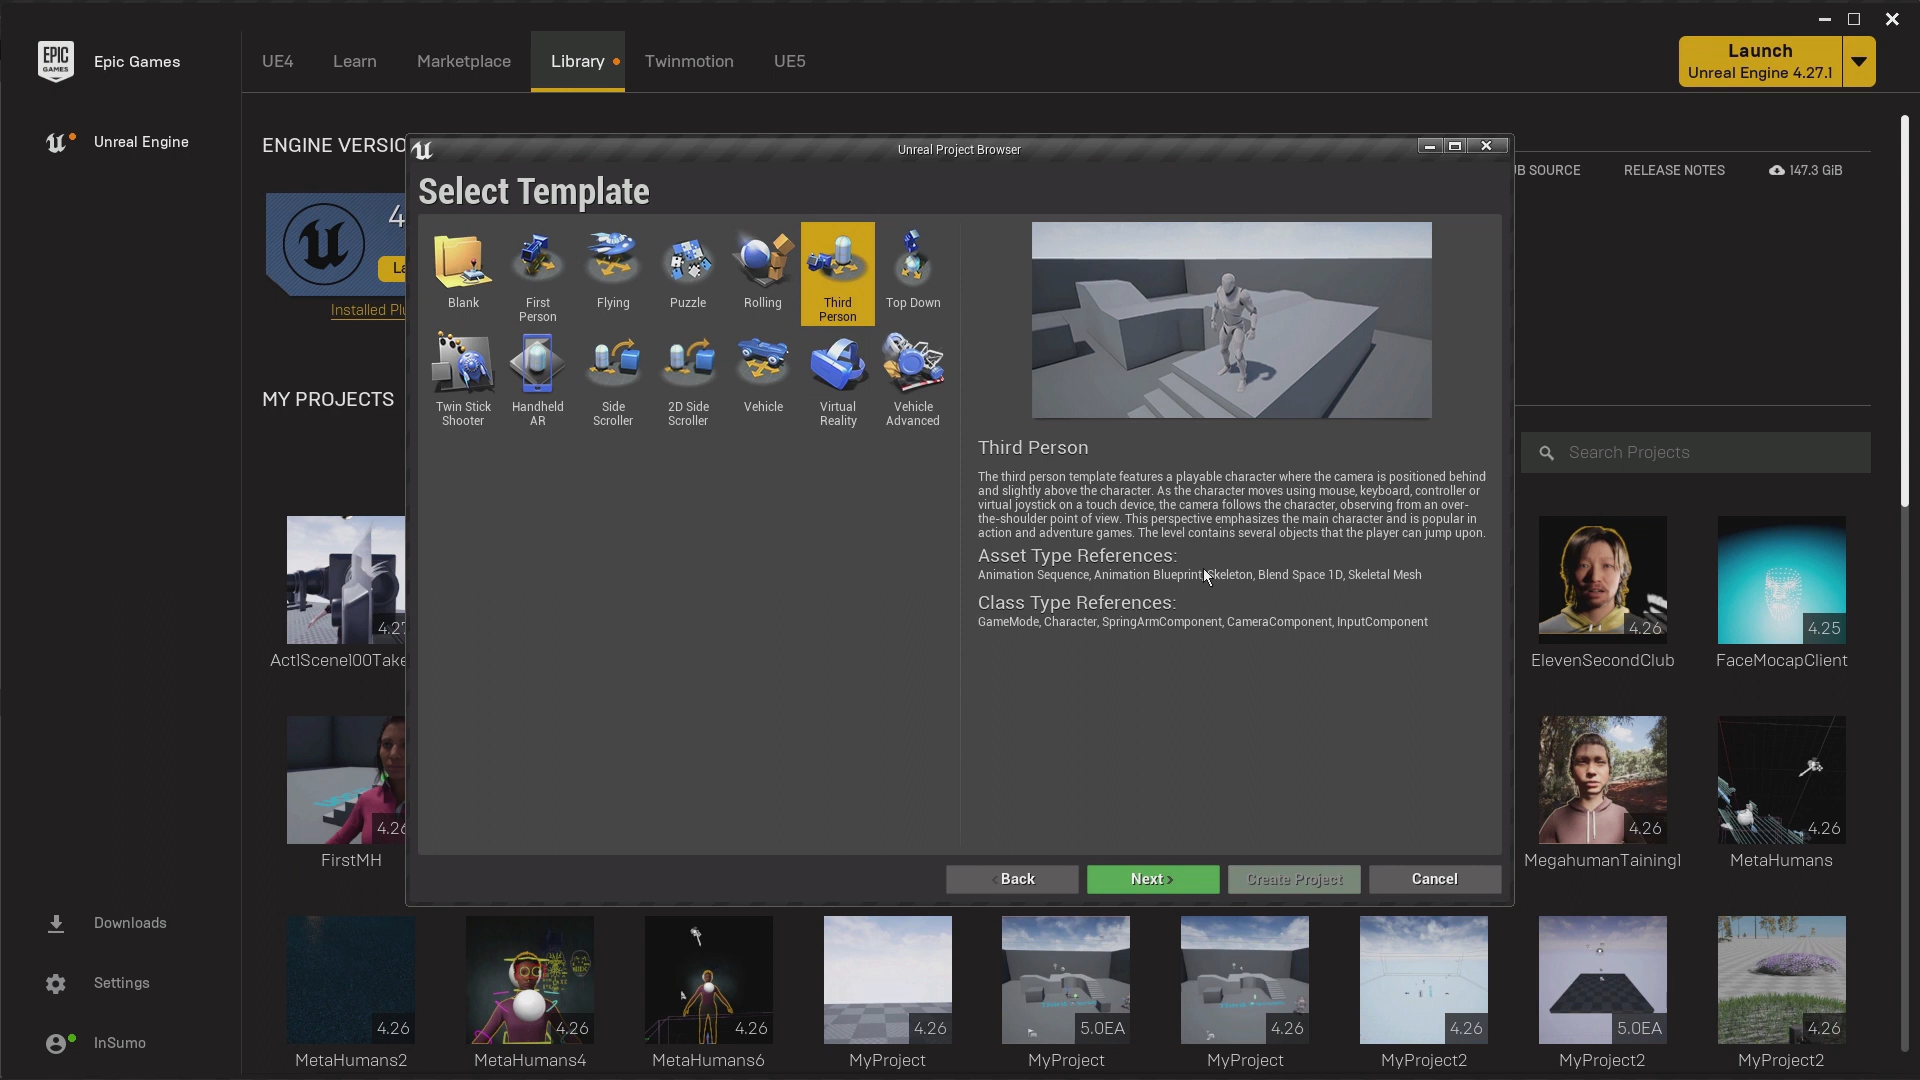 EPIC
GAMES
Epic Games
UE4
Learn
Marketplace
Library
Twinmotion
UE5
Launch
Unreal Engine 4.27.1
Unreal Engine
ENGINE VERSIO
Unreal Project Browser
UB SOURCE
RELEASE NOTES
147.3 GiB
Select Template
4
La
Installed Plu
Blank
First
Person
Flying
Puzzle
Rolling
Third
Person
Top Down
Twin Stick
Shooter
Handheld
AR
Side
Scroller
2D Side
Scroller
Vehicle
Virtual
Reality
Vehicle
Advanced
Third Person
The third person template features a playable character where the camera is positioned behind
and slightly above the character. As the character moves using mouse, keyboard, controller or
virtual joystick on a touch device, the camera follows the character, observing from an over-
the-shoulder point of view. This perspective emphasizes the main character and is popular in
action and adventure games. The level contains several objects that the player can jump upon.
Asset Type References:
Animation Sequence, Animation Blueprint, Skeleton, Blend Space 1D, Skeletal Mesh
Class Type References:
GameMode, Character, SpringArmComponent, CameraComponent, InputComponent
Back
Next >
Create Project
Cancel
MY PROJECTS
Search Projects
4.27
Act1Scene100Take
4.26
ElevenSecondClub
4.25
FaceMocapClient
4.26
FirstMH
4.26
MegahumanTaining1
4.26
MetaHumans
Downloads
Settings
InSumo
4.26
MetaHumans2
4.26
MetaHumans4
4.26
MetaHumans6
4.26
MyProject
5.0EA
MyProject
4.26
MyProject
4.26
MyProject2
5.0EA
MyProject2
4.26
MyProject2